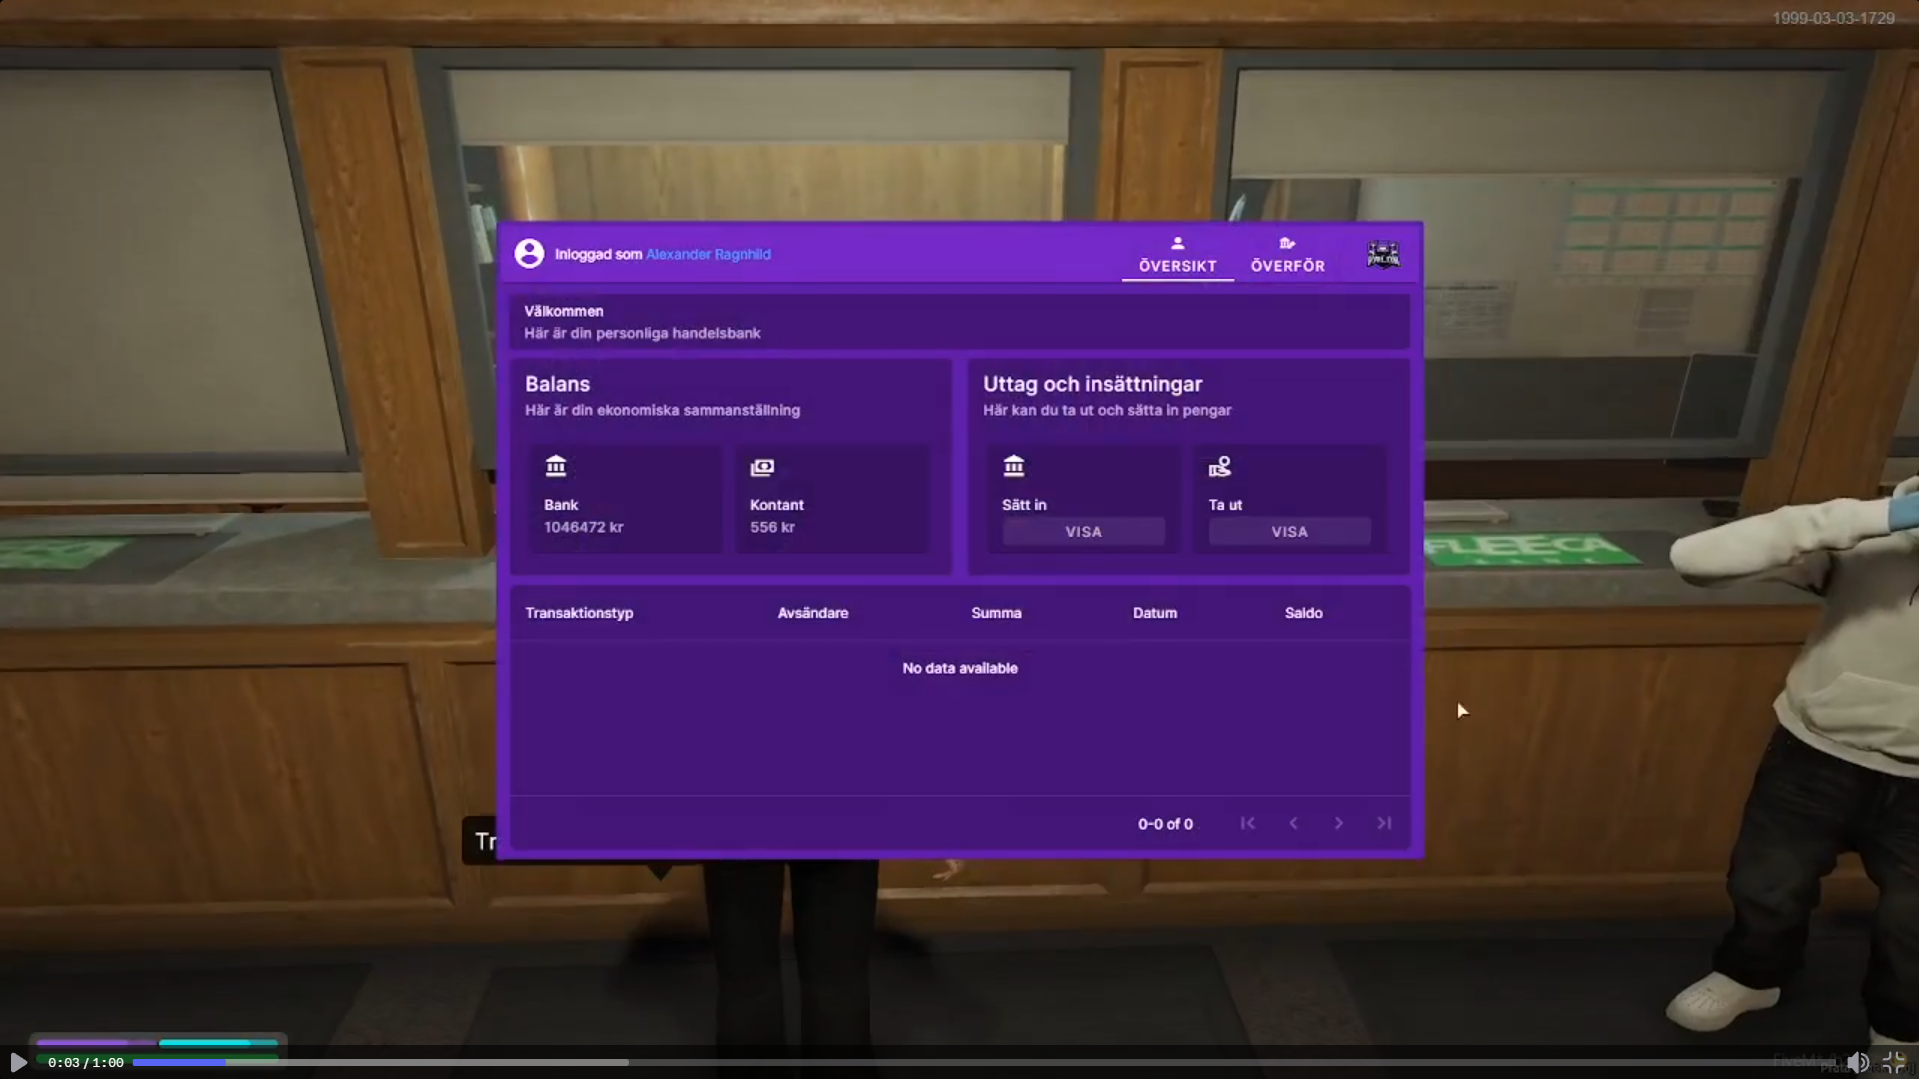 1999-03-03-1729
Inloggad som Alexander Ragnhild
ÖVERSIKT
ÖVERFÖR
Välkommen
Här är din personliga handelsbank
Balans
Här är din ekonomiska sammanställning
Bank
1046472 kr
Kontant
556 kr
Uttag och insättningar
Här kan du ta ut och sätta in pengar
Sätt in
VISA
Ta ut
VISA
FLEECA
Transaktionstyp Avsändare Summa Datum Saldo
No data available
0-0 of 0
Tr
0:03 / 1:00
FiveM